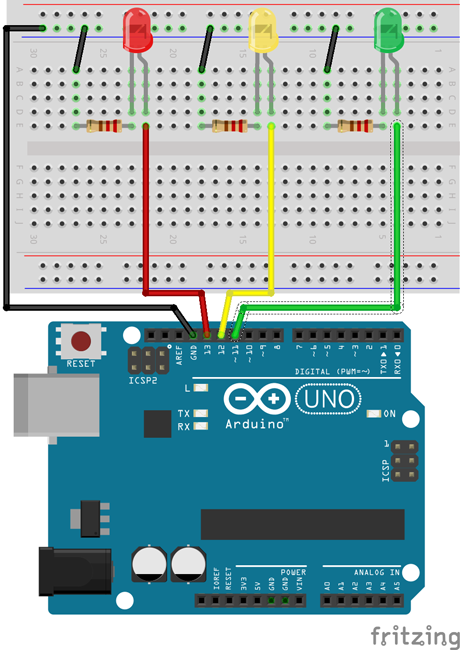 30 25 20 15 10 5 1
A B C D E
F G H I J
30 25 20 15 10 5 1
RESET
ICSP2
AREF
GND
13
12
~11
~10
~9
8
7
~6
~5
4
~3
2
TX0▶1
RX0◀0
DIGITAL (PWM=~)
L
TX
RX
Arduino™
UNO
ON
1
ICSP
IOREF
RESET
3V3
5V
GND
GND
VIN
POWER
ANALOG IN
A0
A1
A2
A3
A4
A5
fritzing